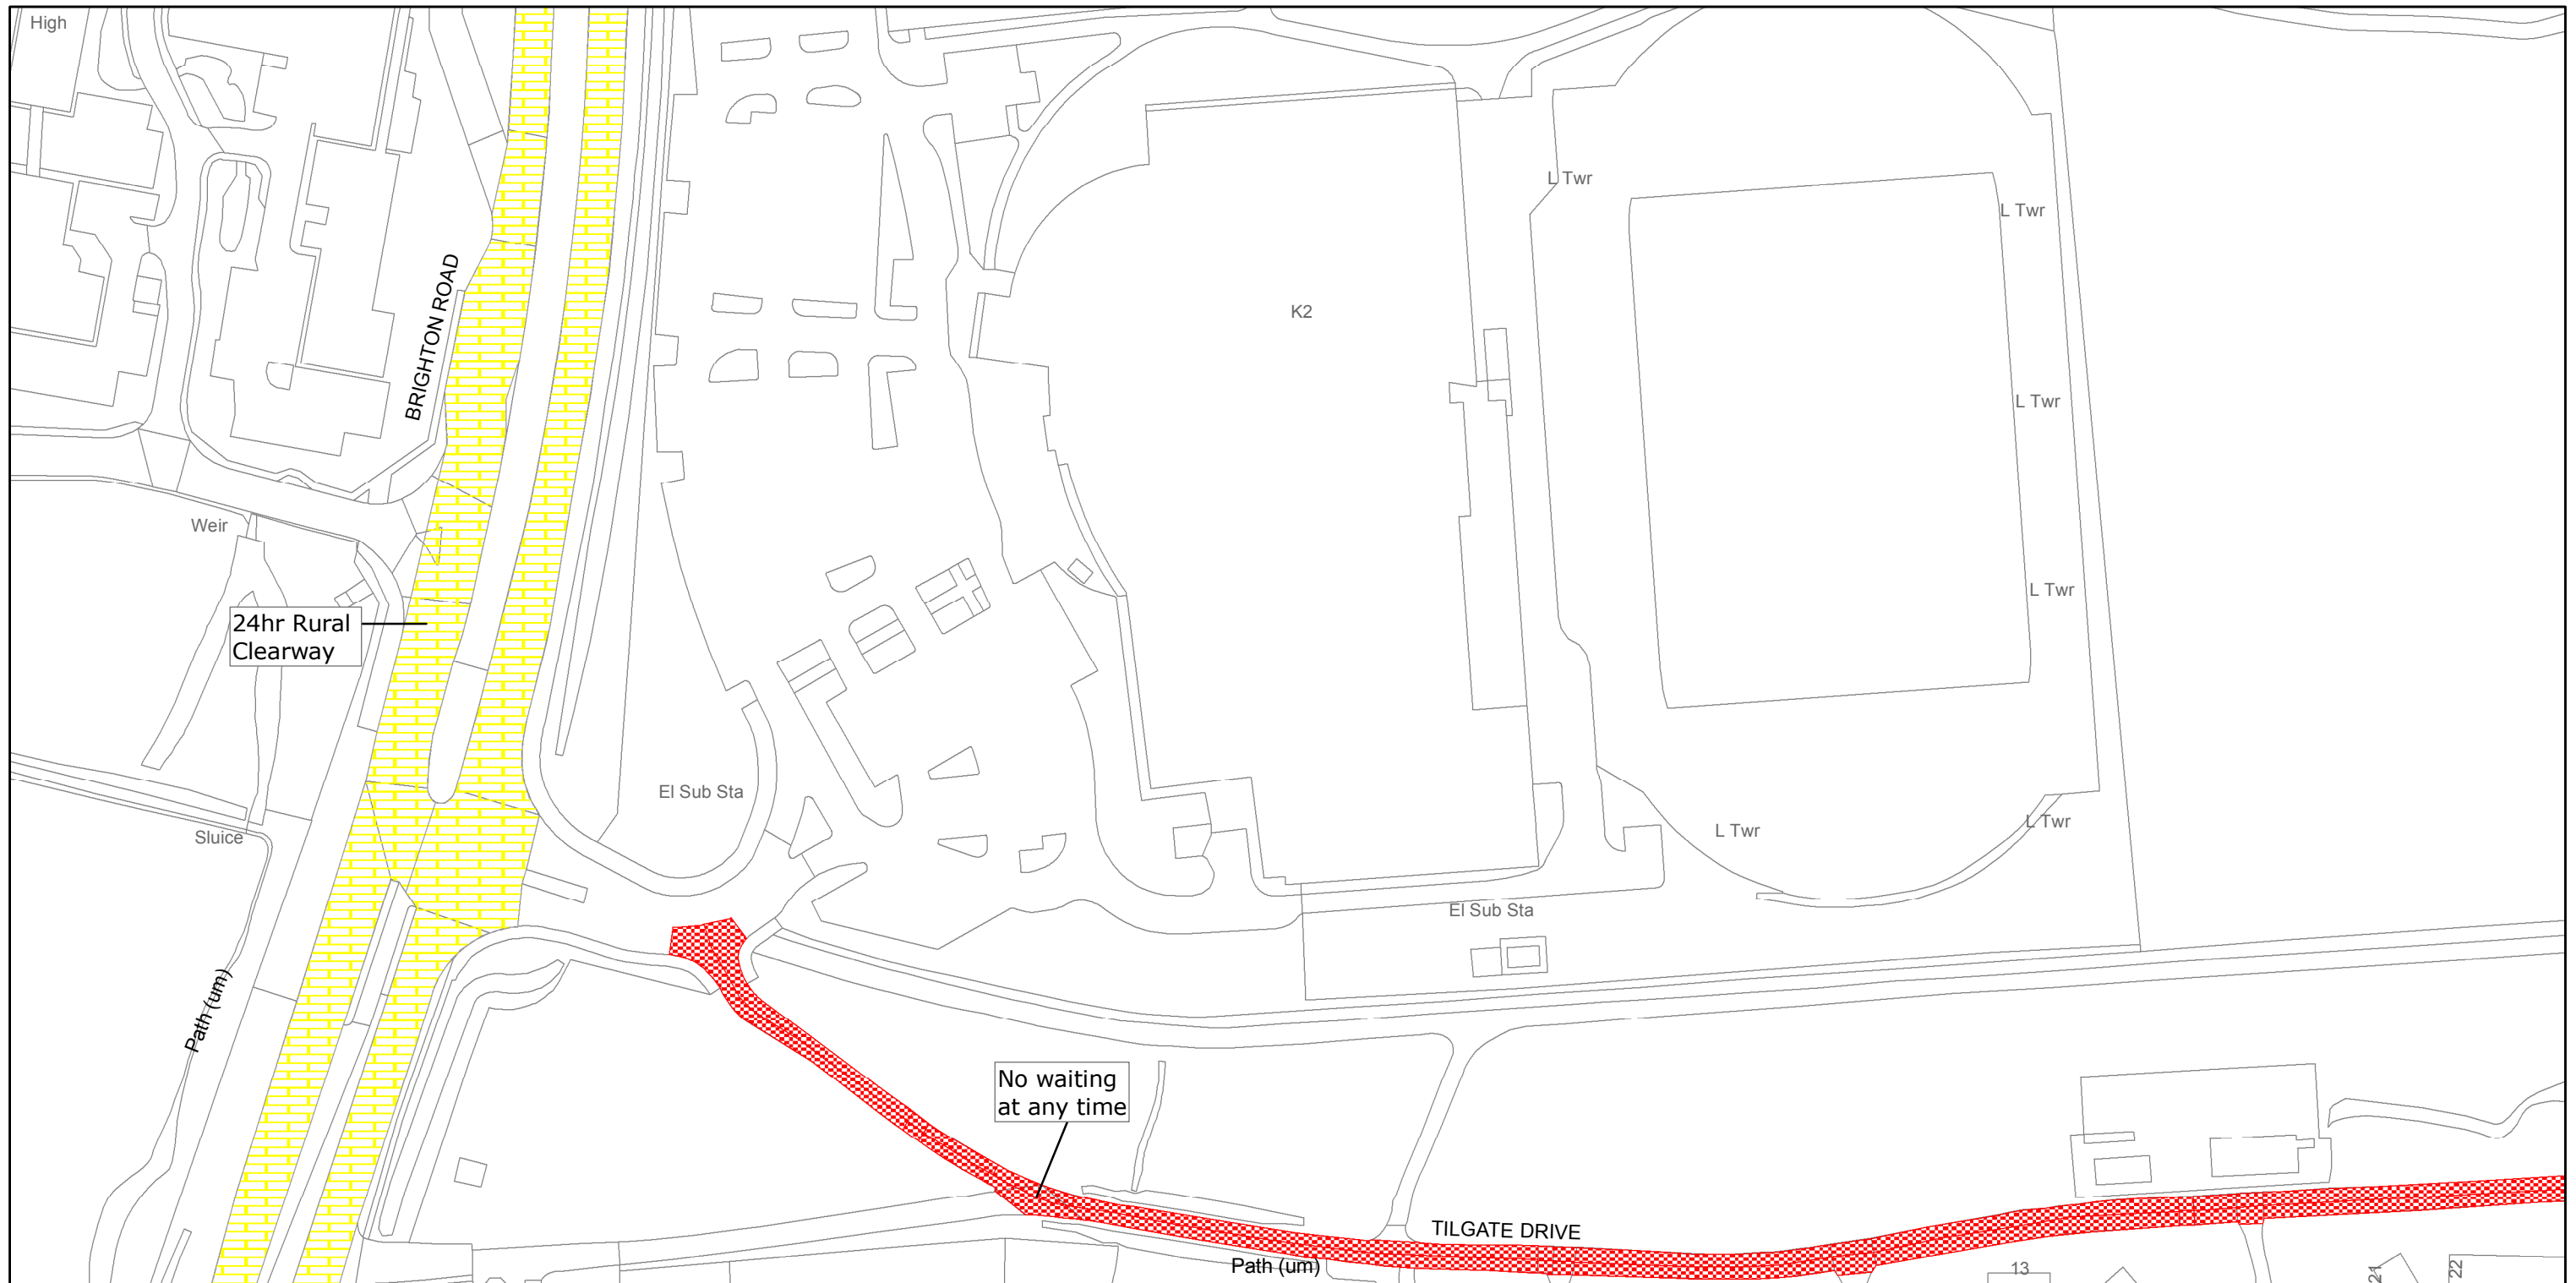 High
L Twr
L Twr
BRIGHTON ROAD
K2
L Twr
Weir
L Twr
24hr Rural
Clearway
El Sub Sta
Sluice
L Twr
L Twr
El Sub Sta
Path (um)
No waiting
at any time
TILGATE DRIVE
Path (um)
13
21
22